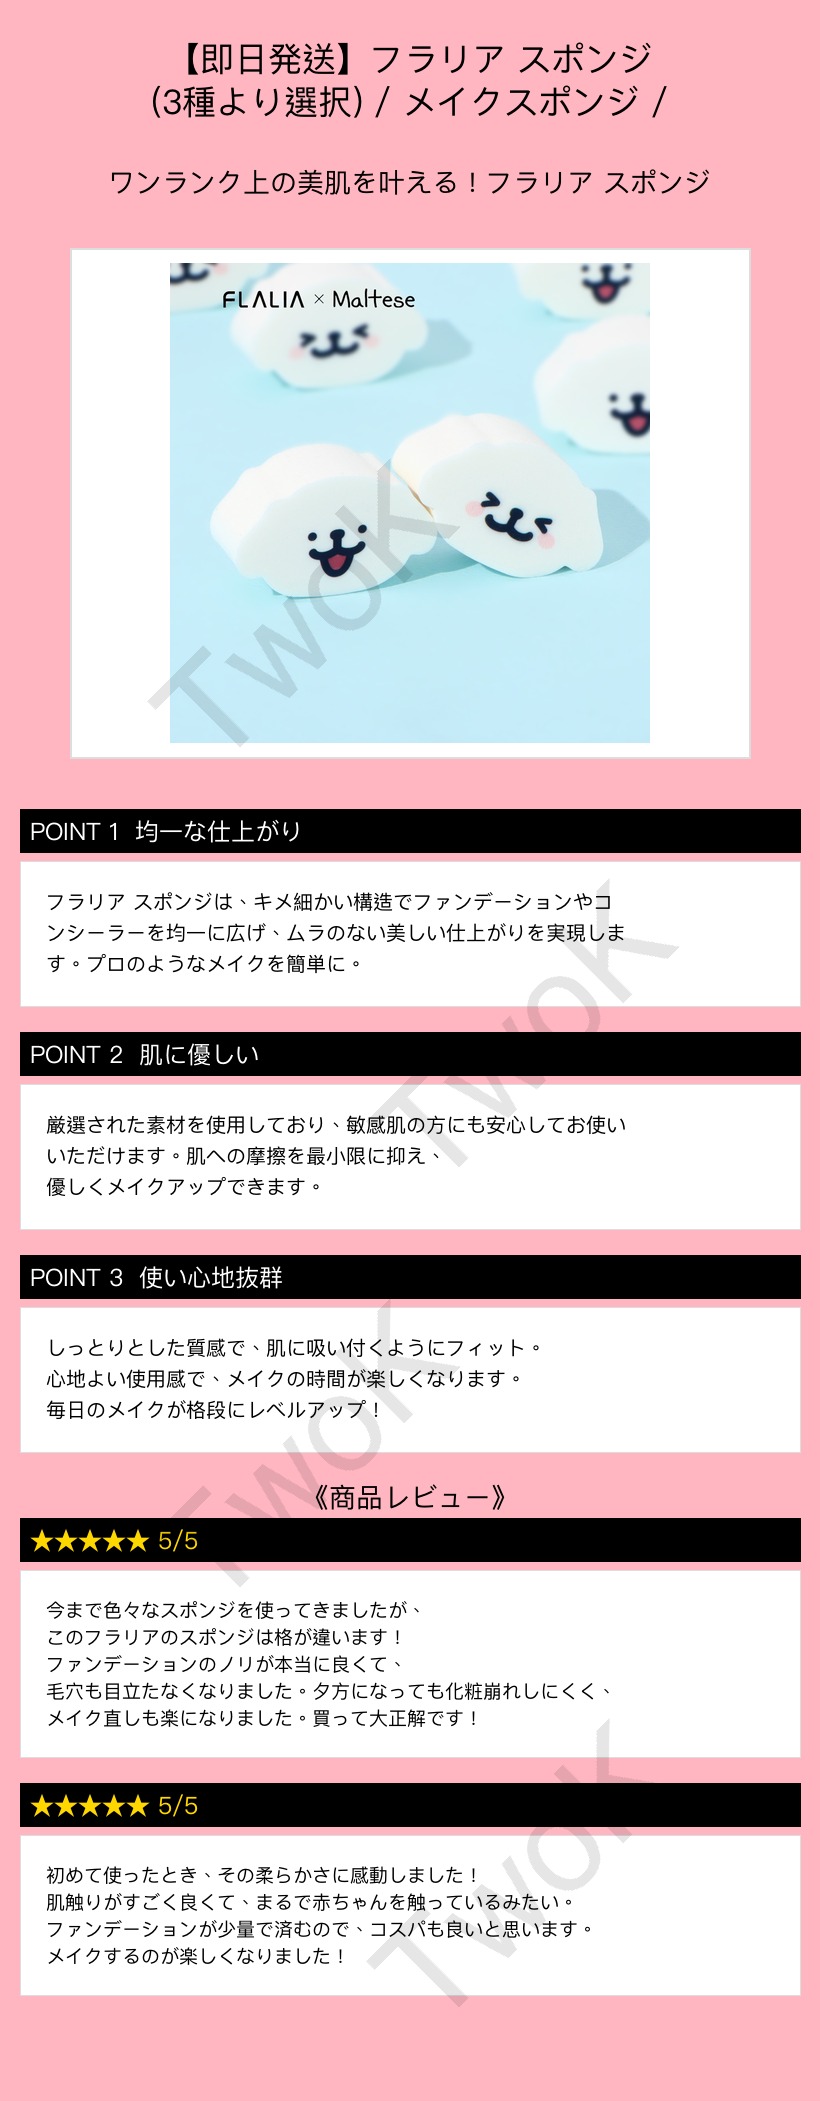 【即日発送】フラリア スポンジ
(3種より選択) / メイクスポンジ /
ワンランク上の美肌を叶える！フラリア スポンジ
FLALIA × Maltese
TwoK
POINT 1 均一な仕上がり
フラリア スポンジは、キメ細かい構造でファンデーションやコ
ンシーラーを均一に広げ、ムラのない美しい仕上がりを実現しま
す。プロのようなメイクを簡単に。
TwoK
POINT 2 肌に優しい
厳選された素材を使用しており、敏感肌の方にも安心してお使い
いただけます。肌への摩擦を最小限に抑え、
優しくメイクアップできます。
POINT 3 使い心地抜群
しっとりとした質感で、肌に吸い付くようにフィット。
心地よい使用感で、メイクの時間が楽しくなります。
毎日のメイクが格段にレベルアップ！
TwoK
《商品レビュー》
★★★★★ 5/5
今まで色々なスポンジを使ってきましたが、
このフラリアのスポンジは格が違います！
ファンデーションのノリが本当に良くて、
毛穴も目立たなくなりました。夕方になっても化粧崩れしにくく、
メイク直しも楽になりました。買って大正解です！
TwoK
★★★★★ 5/5
初めて使ったとき、その柔らかさに感動しました！
肌触りがすごく良くて、まるで赤ちゃんを触っているみたい。
ファンデーションが少量で済むので、コスパも良いと思います。
メイクするのが楽しくなりました！